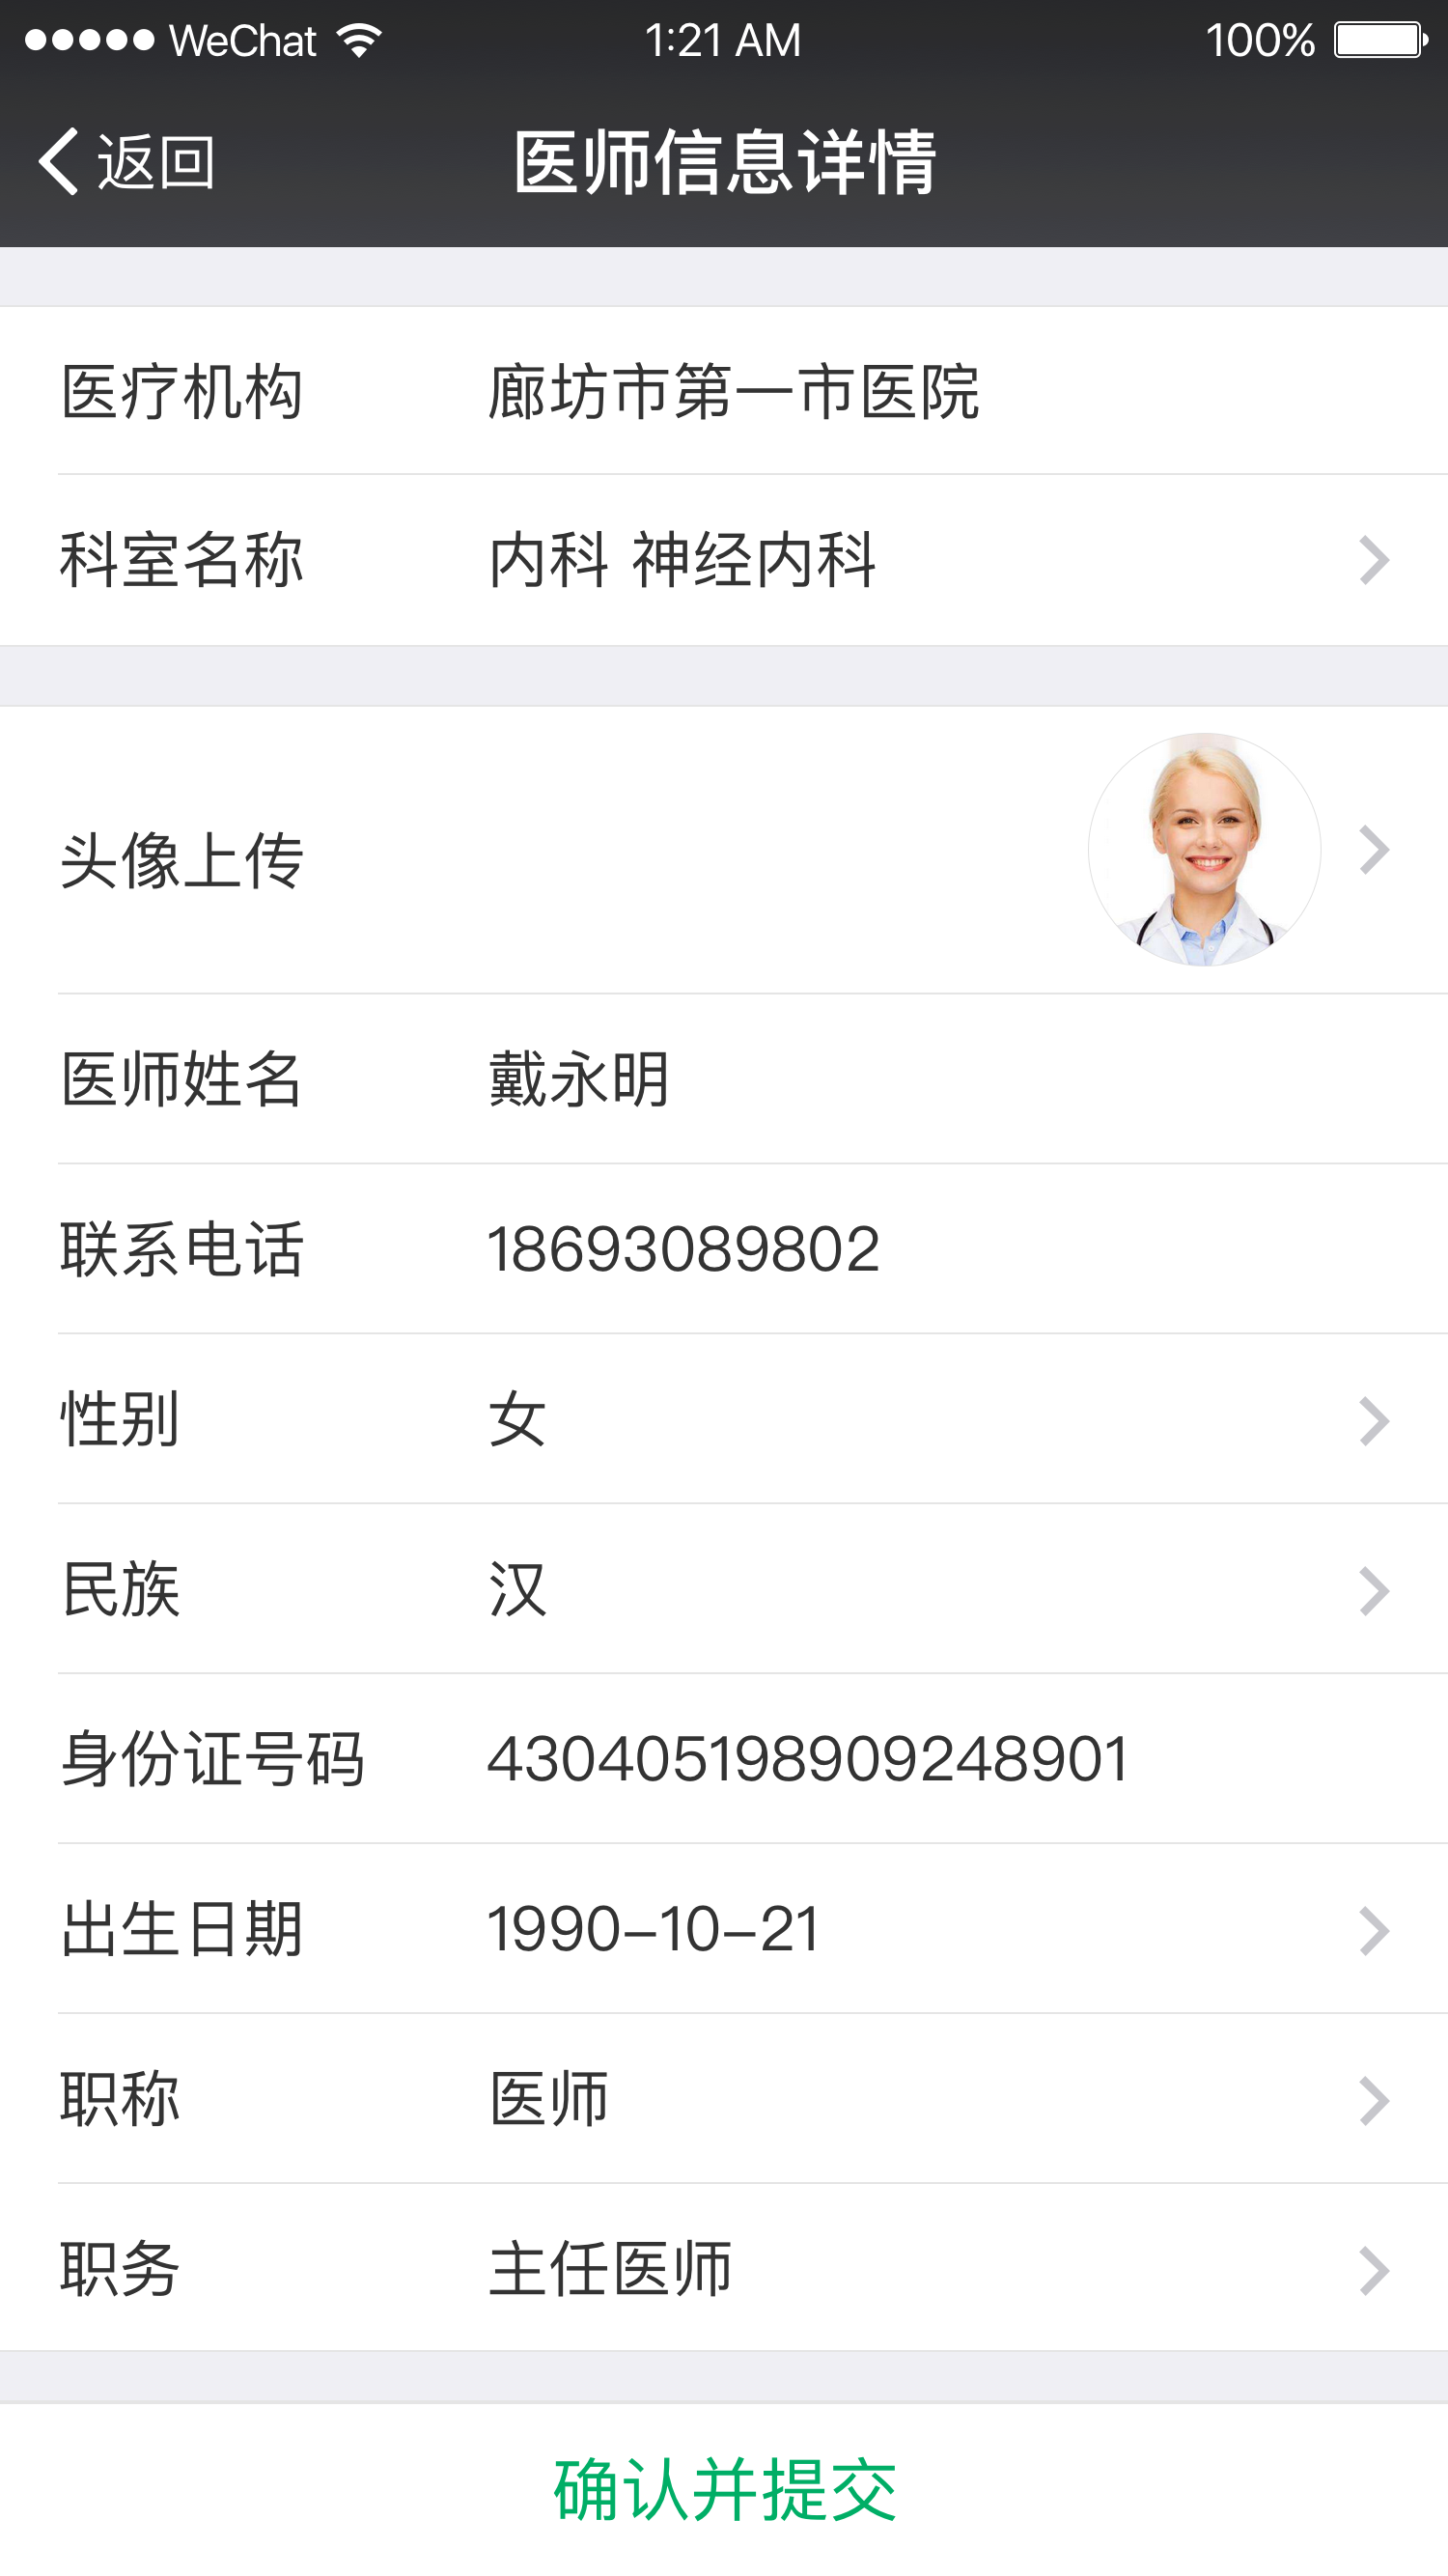 WeChat 1:21 AM 100%
返回 医师信息详情
医疗机构 廊坊市第一市医院
科室名称 内科 神经内科
头像上传
医师姓名 戴永明
联系电话 18693089802
性别 女
民族 汉
身份证号码 430405198909248901
出生日期 1990-10-21
职称 医师
职务 主任医师
确认并提交